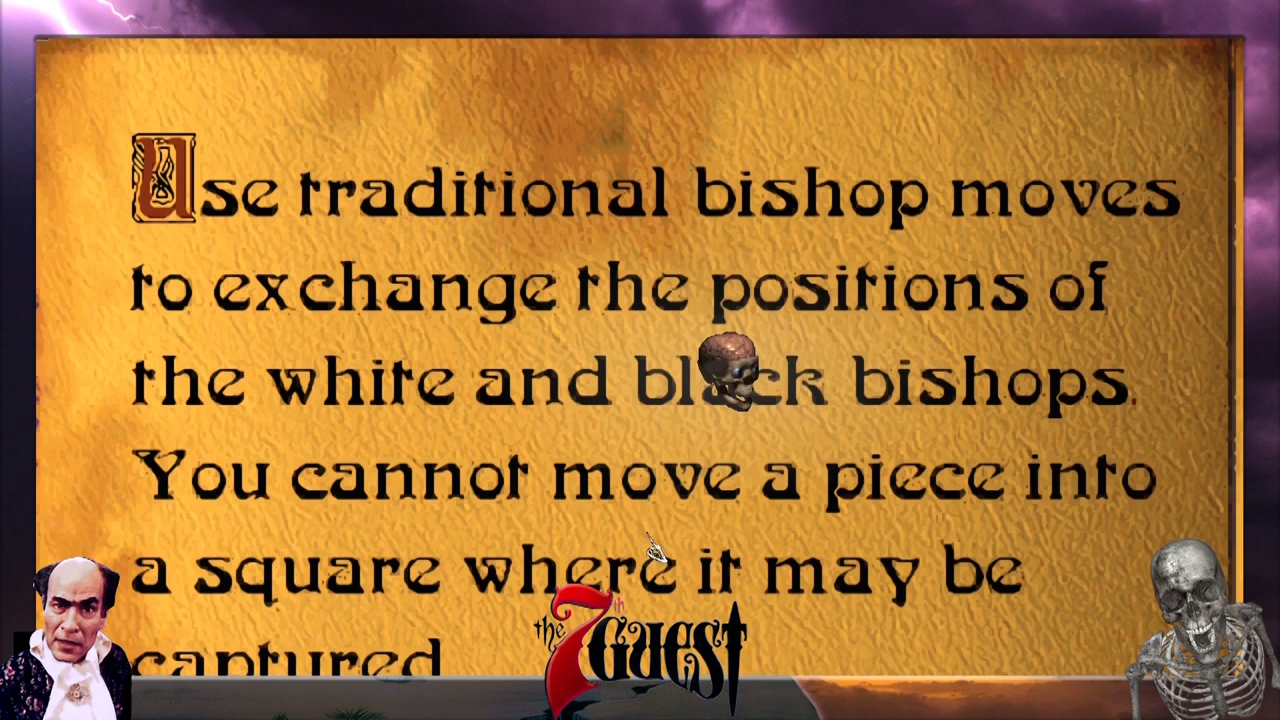 Use traditional bishop moves
to exchange the positions of
the white and black bishops.
You cannot move a piece into
a square where it may be
captured
the 7th Guest